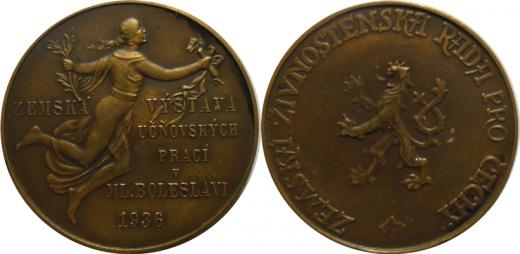 ZEMSKÁ VÝSTAVA
UČŇOVSKÝCH
PRACÍ
V
ML. BOLESLAVI
1936
ZEMSKÁ ŽIVNOSTENSKÁ RADA PRO ČECHY